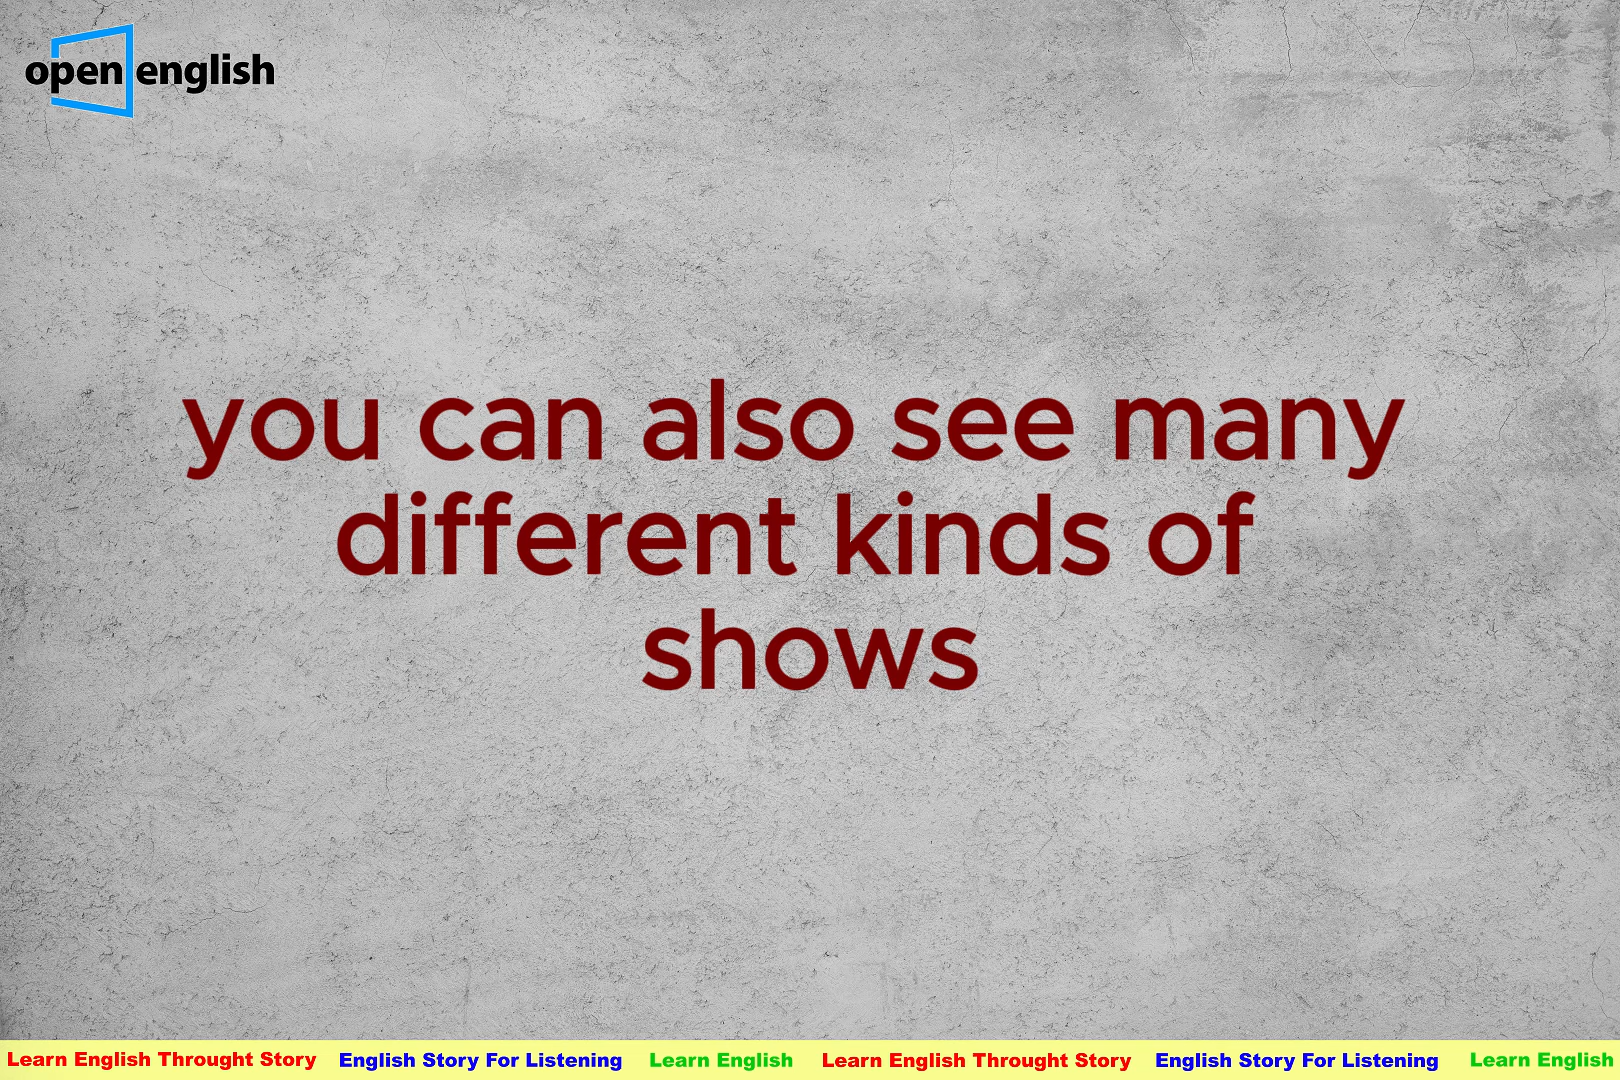 open english
you can also see many
different kinds of
shows
Learn English Throught Story English Story For Listening Learn English Learn English Throught Story English Story For Listening Learn English